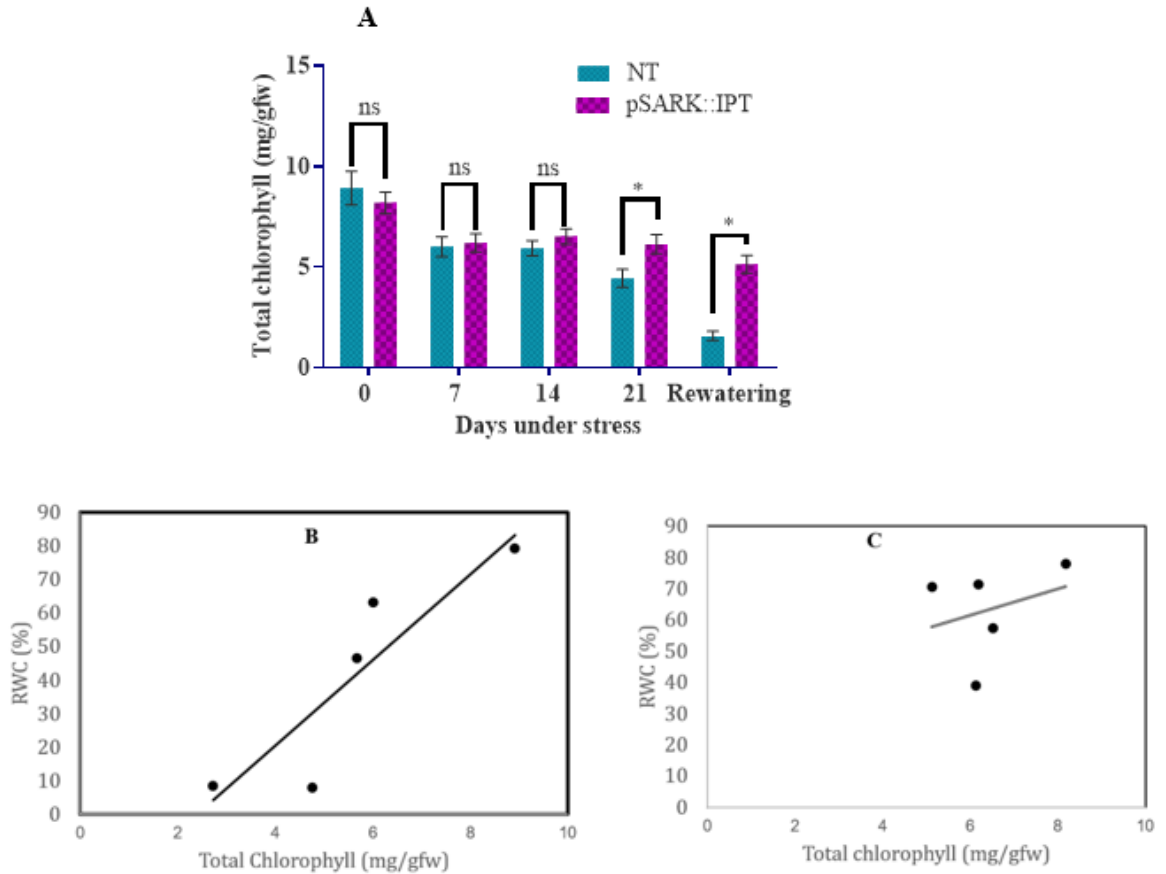 A
Total chlorophyll (mg/gfw)
15
10
5
0
NT
pSARK::IPT
ns
ns
ns
*
*
0 7 14 21 Rewatering
Days under stress
B
RWC (%)
90
80
70
60
50
40
30
20
10
0
0 2 4 6 8 10
Total Chlorophyll (mg/gfw)
C
RWC (%)
90
80
70
60
50
40
30
20
10
0
0 2 4 6 8 10
Total chlorophyll (mg/gfw)